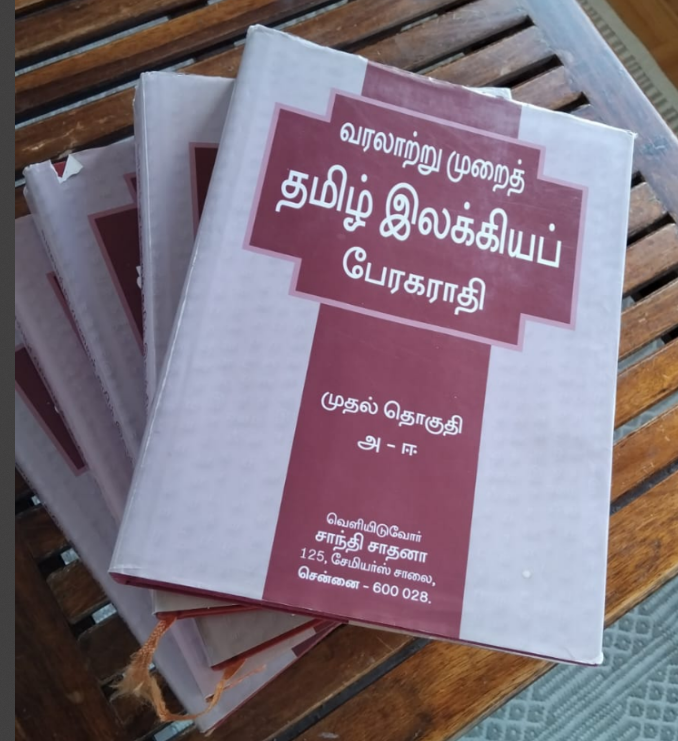 வரலாற்று முறைத்
தமிழ் இலக்கியப்
பேரகராதி
முதல் தொகுதி
அ - ஈ
வெளியிடுவோர்
சாந்தி சாதனா
125, சேமியர்ஸ் சாலை,
சென்னை - 600 028.